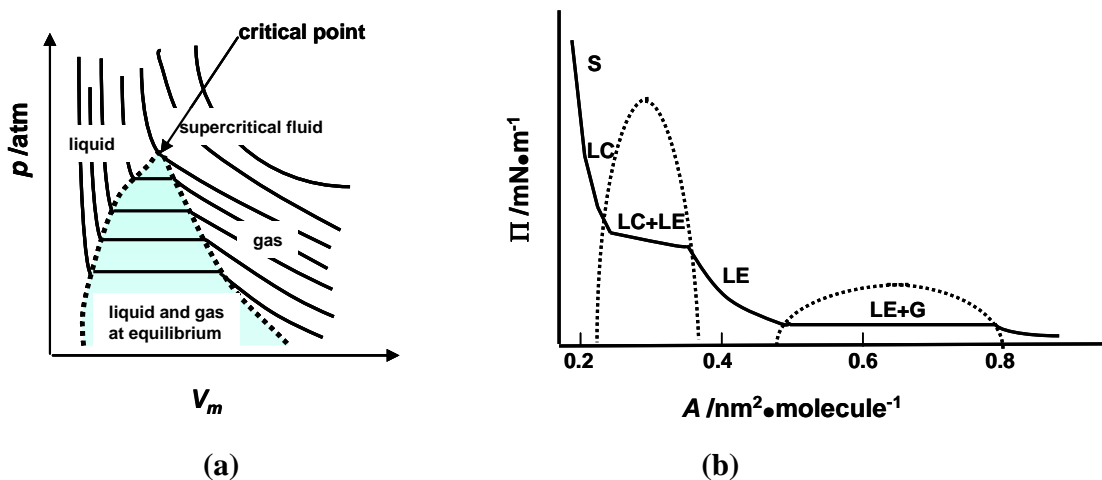 critical point
p/atm
liquid
supercritical fluid
gas
liquid and gas
at equilibrium
Vm
(a)
Π /mN●m-1
S
LC
LC+LE
LE
LE+G
0.2 0.4 0.6 0.8
A /nm2●molecule-1
(b)